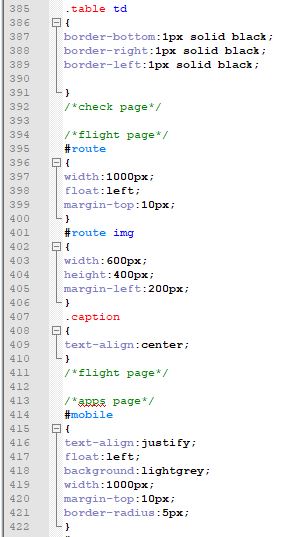 385 .table td
386 {
387 border-bottom:1px solid black;
388 border-right:1px solid black;
389 border-left:1px solid black;
390
391 }
392 /*check page*/
393
394 /*flight page*/
395 #route
396 {
397 width:1000px;
398 float:left;
399 margin-top:10px;
400 }
401 #route img
402 {
403 width:600px;
404 height:400px;
405 margin-left:200px;
406 }
407 .caption
408 {
409 text-align:center;
410 }
411 /*flight page*/
412
413 /*apps page*/
414 #mobile
415 {
416 text-align:justify;
417 float:left;
418 background:lightgrey;
419 width:1000px;
420 margin-top:10px;
421 border-radius:5px;
422 }